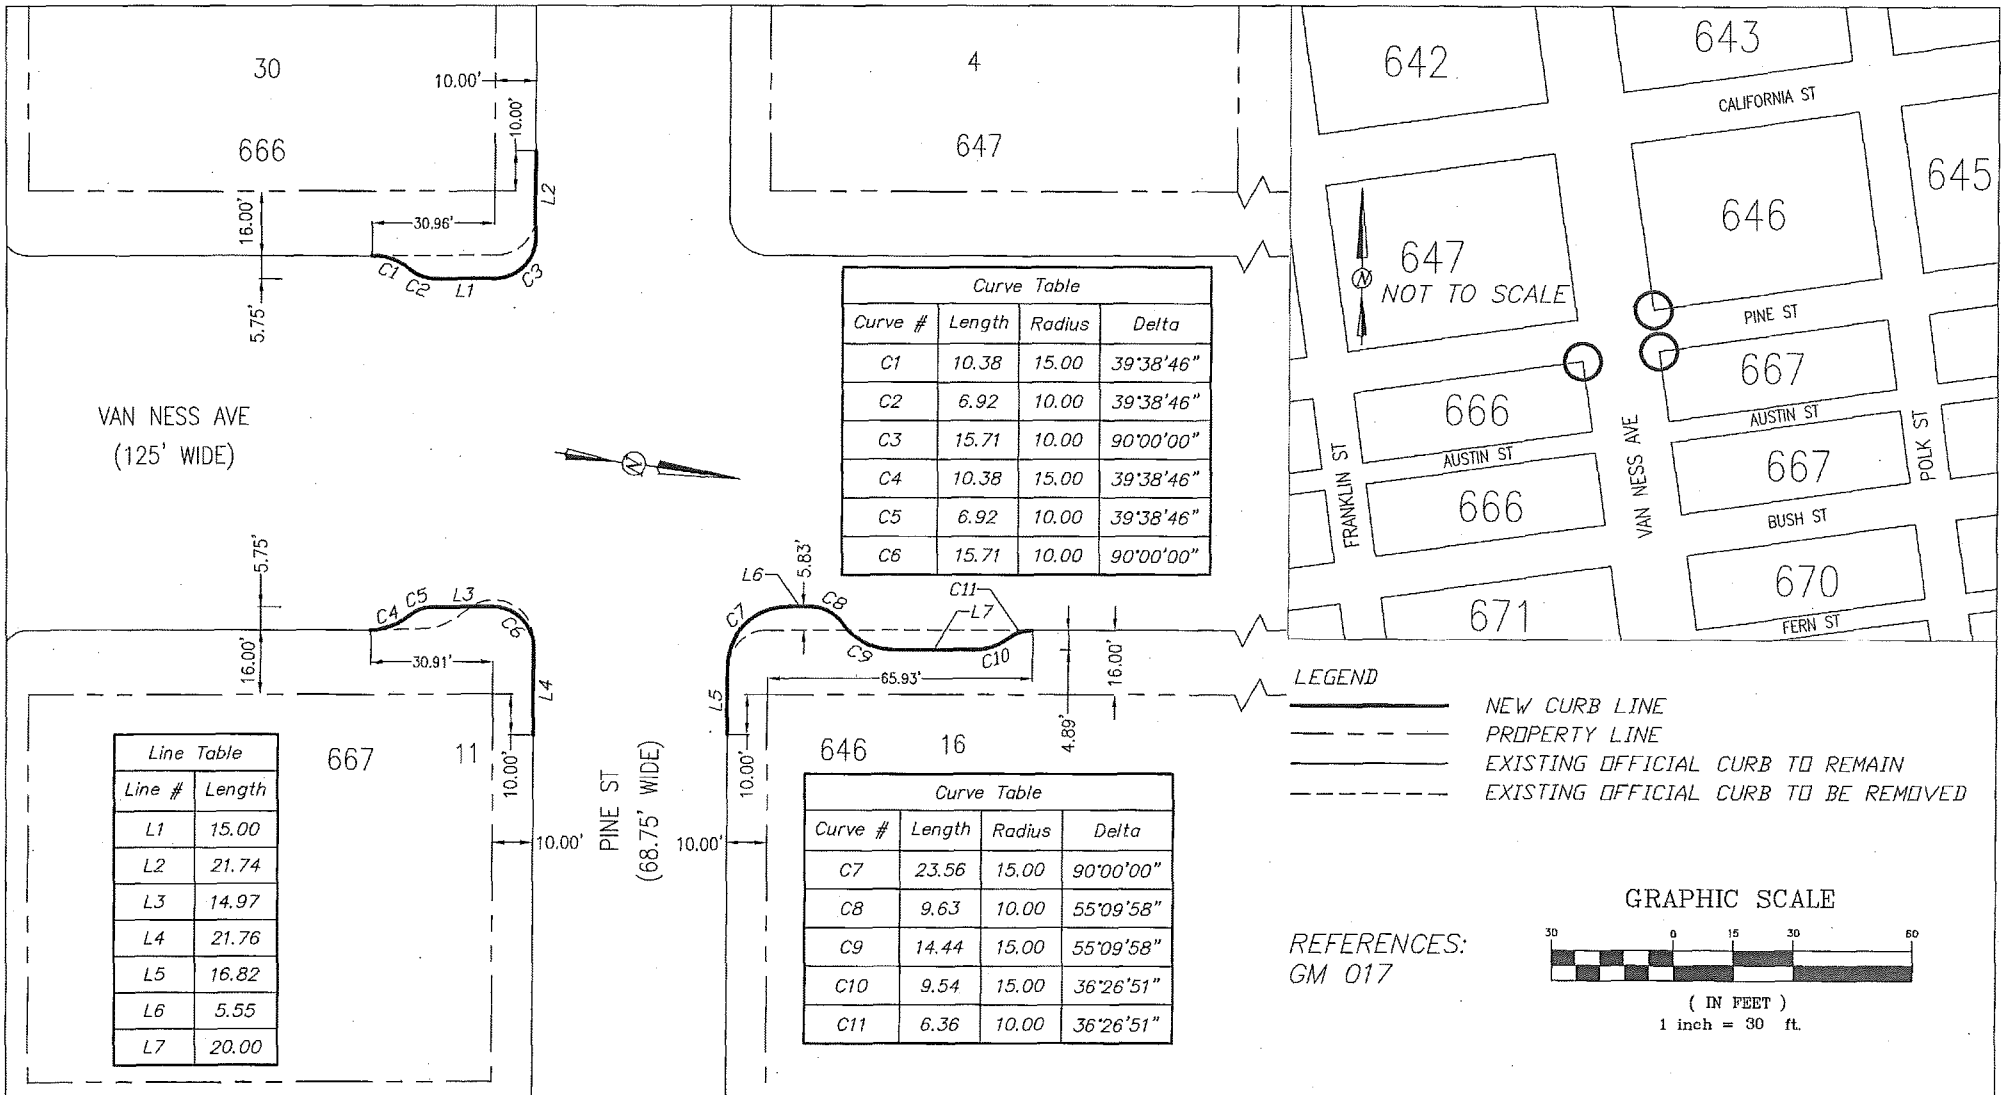 30
666
10.00'
10.00'
L2
16.00'
30.96'
C1
C2
L1
C3
5.75'
4
647
VAN NESS AVE
(125' WIDE)
N
Curve Table
Curve # Length Radius Delta
C1 10.38 15.00 39°38'46"
C2 6.92 10.00 39°38'46"
C3 15.71 10.00 90°00'00"
C4 10.38 15.00 39°38'46"
C5 6.92 10.00 39°38'46"
C6 15.71 10.00 90°00'00"
5.75'
C4
C5
L3
C6
16.00'
30.91'
L4
10.00'
10.00'
667
11
Line Table
Line # Length
L1 15.00
L2 21.74
L3 14.97
L4 21.76
L5 16.82
L6 5.55
L7 20.00
PINE ST
(68.75' WIDE)
L6
5.83'
C7
C8
C9
L7
C11
C10
L5
65.93'
16.00'
4.89'
10.00'
10.00'
646
16
Curve Table
Curve # Length Radius Delta
C7 23.56 15.00 90°00'00"
C8 9.63 10.00 55°09'58"
C9 14.44 15.00 55°09'58"
C10 9.54 15.00 36°26'51"
C11 6.36 10.00 36°26'51"
642
643
CALIFORNIA ST
645
646
647
N
NOT TO SCALE
PINE ST
667
666
AUSTIN ST
AUSTIN ST
667
666
FRANKLIN ST
VAN NESS AVE
POLK ST
BUSH ST
670
671
FERN ST
LEGEND
NEW CURB LINE
PROPERTY LINE
EXISTING OFFICIAL CURB TO REMAIN
EXISTING OFFICIAL CURB TO BE REMOVED
REFERENCES:
GM 017
GRAPHIC SCALE
30 0 15 30 60
( IN FEET )
1 inch = 30 ft.